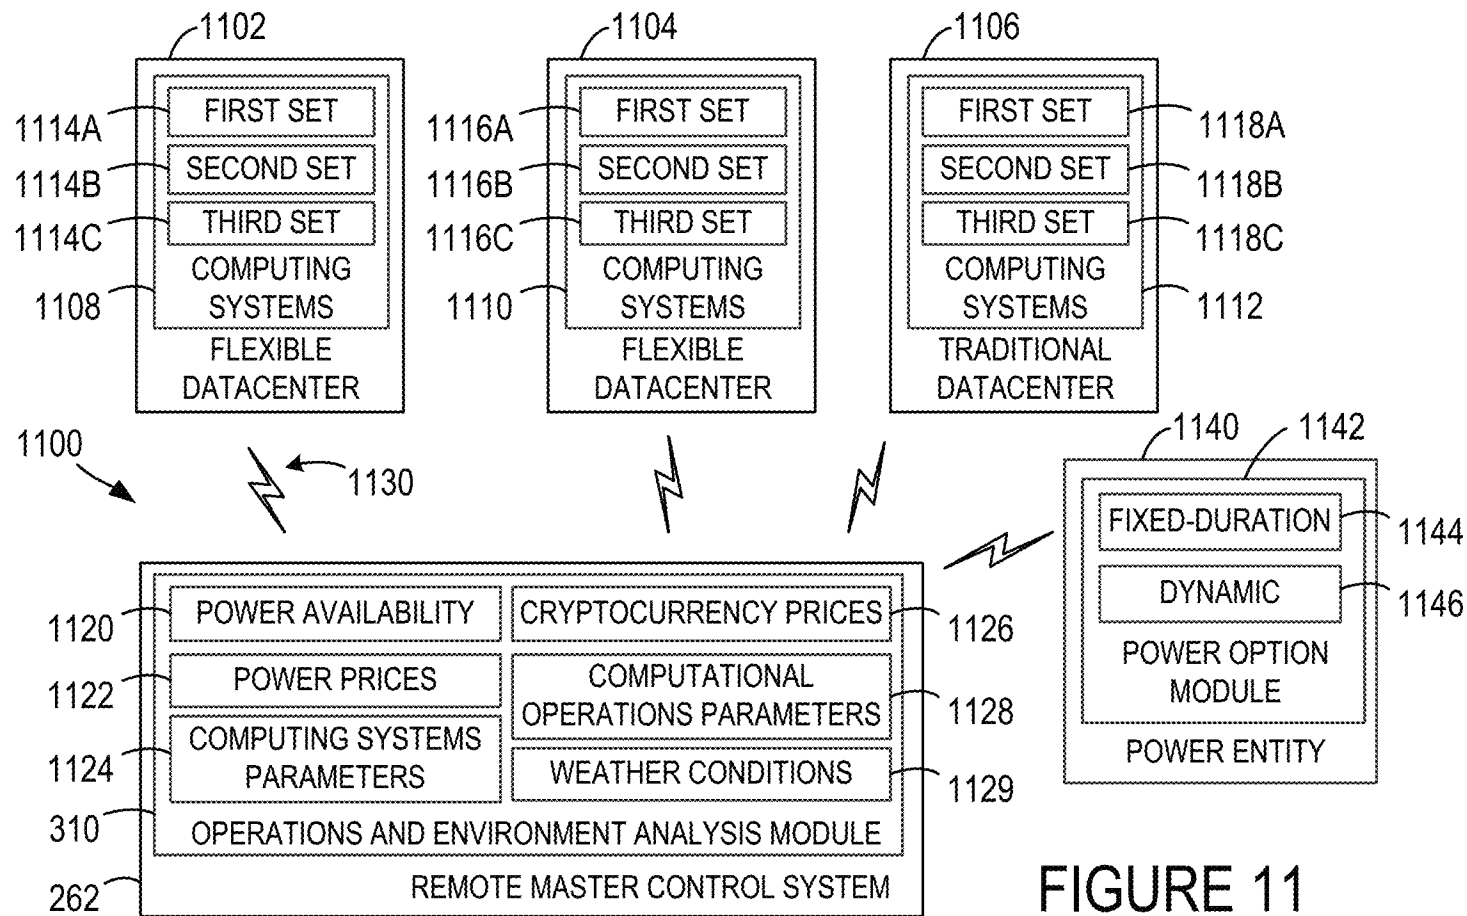 1102
FIRST SET
1114A
SECOND SET
1114B
THIRD SET
1114C
COMPUTING
SYSTEMS
1108
FLEXIBLE
DATACENTER
1104
FIRST SET
1116A
SECOND SET
1116B
THIRD SET
1116C
COMPUTING
SYSTEMS
1110
FLEXIBLE
DATACENTER
1106
FIRST SET
1118A
SECOND SET
1118B
THIRD SET
1118C
COMPUTING
SYSTEMS
1112
TRADITIONAL
DATACENTER
1100
1130
1140
1142
FIXED-DURATION
1144
DYNAMIC
1146
POWER OPTION
MODULE
POWER ENTITY
POWER AVAILABILITY
1120
POWER PRICES
1122
COMPUTING SYSTEMS
PARAMETERS
1124
CRYPTOCURRENCY PRICES
1126
COMPUTATIONAL
OPERATIONS PARAMETERS
1128
WEATHER CONDITIONS
1129
310
OPERATIONS AND ENVIRONMENT ANALYSIS MODULE
262
REMOTE MASTER CONTROL SYSTEM
FIGURE 11